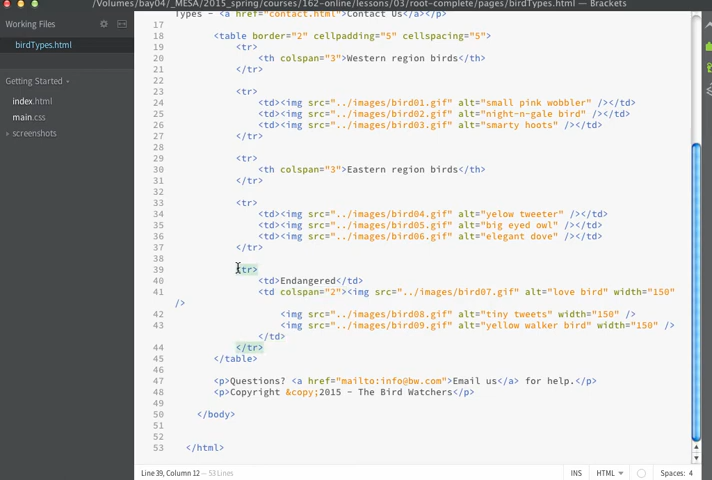 /Volumes/bay04/_MESA/2015_spring/courses/162-online/lessons/03/root-complete/pages/birdTypes.html — Brackets
Working Files
birdTypes.html
Getting Started
index.html
main.css
screenshots
Types - <a href="contact.html">Contact Us</a></p>
17
18 <table border="2" cellpadding="5" cellspacing="5">
19 <tr>
20 <th colspan="3">Western region birds</th>
21 </tr>
22
23 <tr>
24 <td><img src="../images/bird01.gif" alt="small pink wobbler" /></td>
25 <td><img src="../images/bird02.gif" alt="night-n-gale bird" /></td>
26 <td><img src="../images/bird03.gif" alt="smarty hoots" /></td>
27 </tr>
28
29 <tr>
30 <th colspan="3">Eastern region birds</th>
31 </tr>
32
33 <tr>
34 <td><img src="../images/bird04.gif" alt="yelow tweeter" /></td>
35 <td><img src="../images/bird05.gif" alt="big eyed owl" /></td>
36 <td><img src="../images/bird06.gif" alt="elegant dove" /></td>
37 </tr>
38
39 <tr>
40 <td>Endangered</td>
41 <td colspan="2"><img src="../images/bird07.gif" alt="love bird" width="150"
/>
42 <img src="../images/bird08.gif" alt="tiny tweets" width="150" />
43 <img src="../images/bird09.gif" alt="yellow walker bird" width="150" />
</td>
44 </tr>
45 </table>
46
47 <p>Questions? <a href="mailto:info@bw.com">Email us</a> for help.</p>
48 <p>Copyright &copy;2015 - The Bird Watchers</p>
49
50 </body>
51
52
53 </html>
Line 39, Column 12 — 53 Lines
INS HTML Spaces: 4